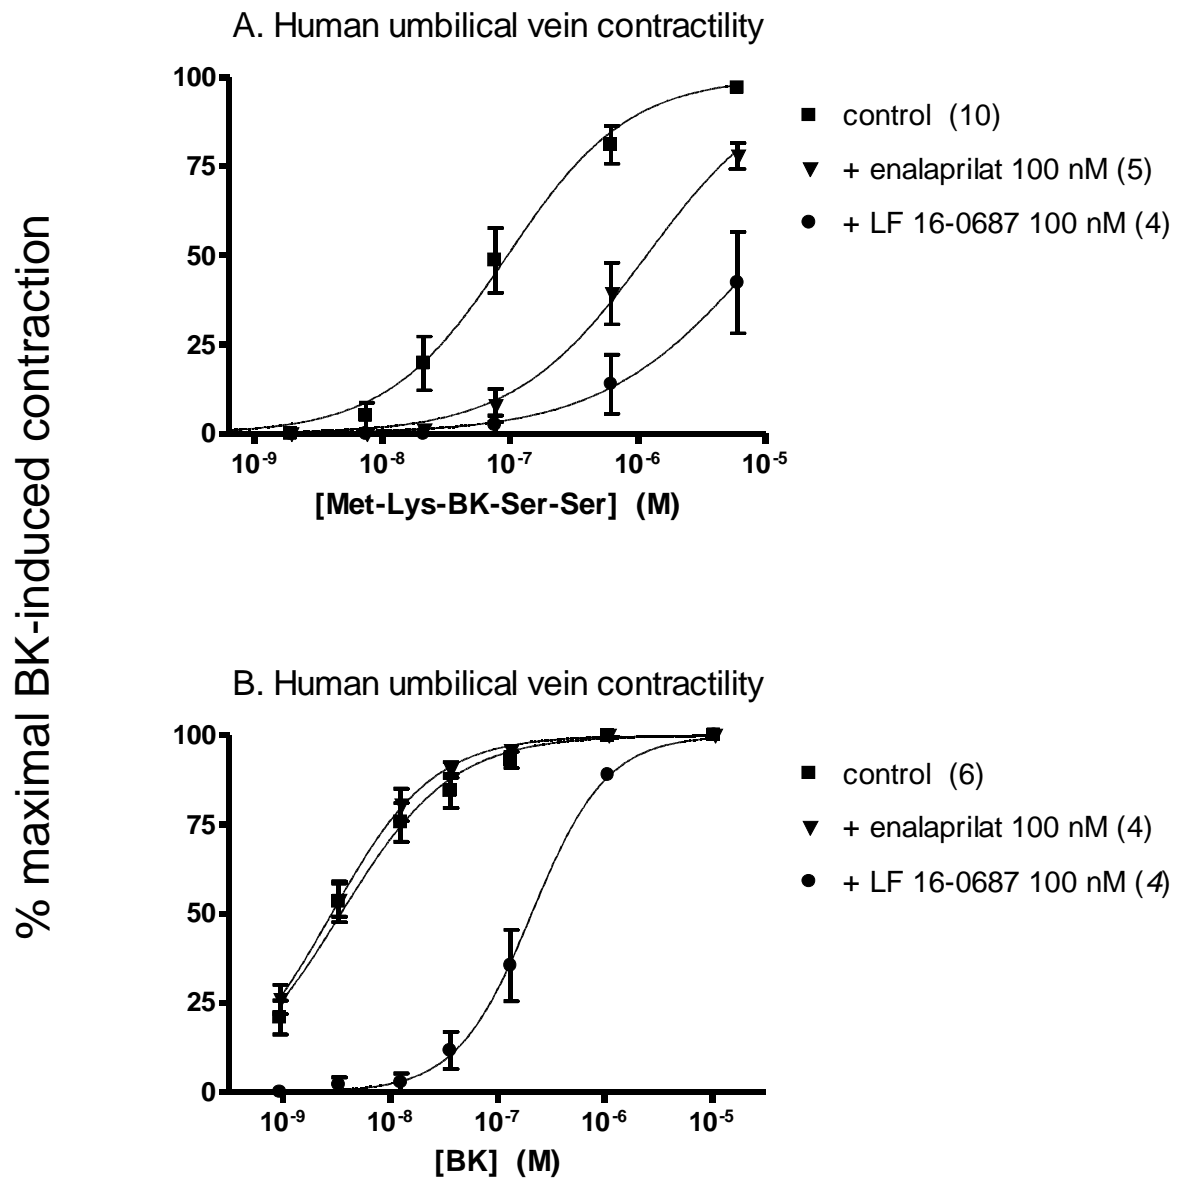 A. Human umbilical vein contractility
100
75
50
25
0
10-9 10-8 10-7 10-6 10-5
[Met-Lys-BK-Ser-Ser] (M)
control (10)
+ enalaprilat 100 nM (5)
+ LF 16-0687 100 nM (4)
% maximal BK-induced contraction
B. Human umbilical vein contractility
100
75
50
25
0
10-9 10-8 10-7 10-6 10-5
[BK] (M)
control (6)
+ enalaprilat 100 nM (4)
+ LF 16-0687 100 nM (4)